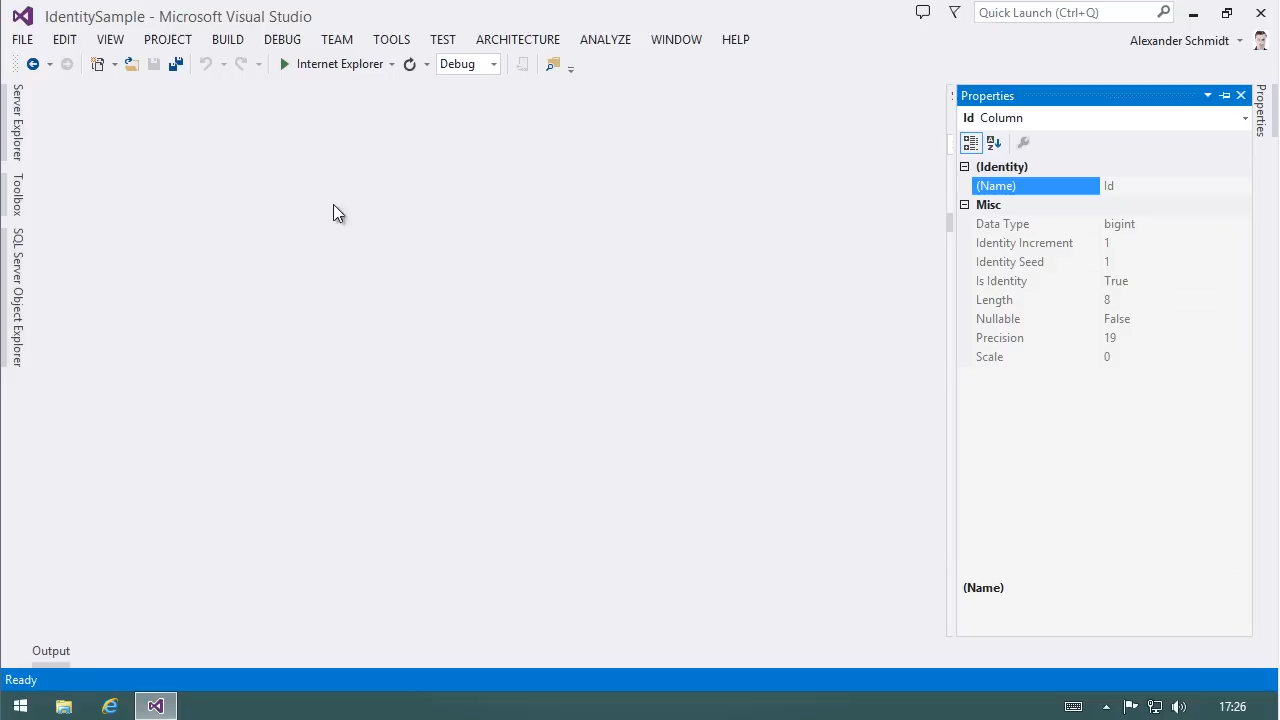 IdentitySample - Microsoft Visual Studio
Quick Launch (Ctrl+Q)
FILE EDIT VIEW PROJECT BUILD DEBUG TEAM TOOLS TEST ARCHITECTURE ANALYZE WINDOW HELP
Alexander Schmidt
Internet Explorer Debug
Server Explorer
Toolbox
SQL Server Object Explorer
Properties
Id Column
(Identity)
(Name) Id
Misc
Data Type bigint
Identity Increment 1
Identity Seed 1
Is Identity True
Length 8
Nullable False
Precision 19
Scale 0
(Name)
Properties
Output
Ready
17:26